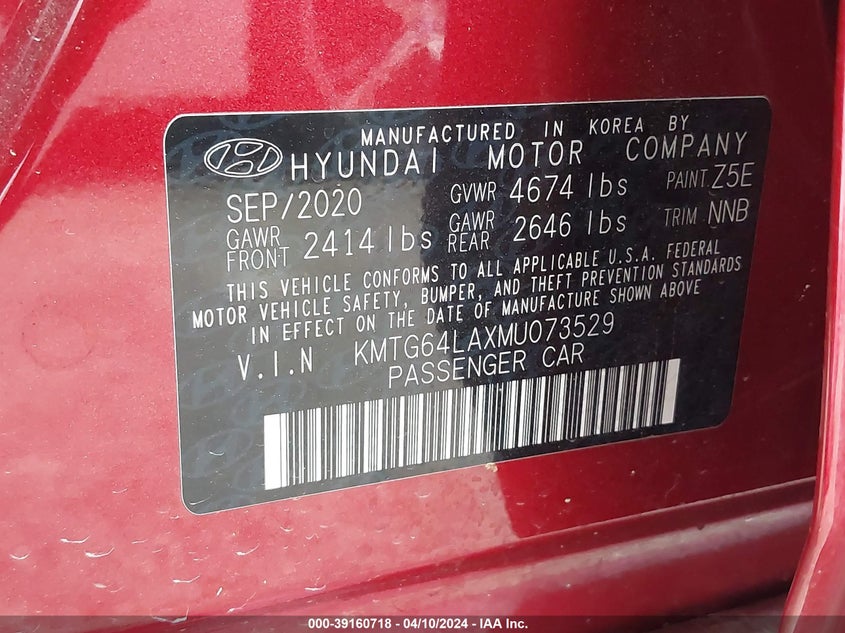 MANUFACTURED IN KOREA BY
HYUNDAI MOTOR COMPANY
SEP/2020 GVWR 4674 lbs PAINT Z5E
GAWR FRONT 2414 lbs GAWR REAR 2646 lbs TRIM NNB
THIS VEHICLE CONFORMS TO ALL APPLICABLE U.S.A. FEDERAL
MOTOR VEHICLE SAFETY, BUMPER, AND THEFT PREVENTION STANDARDS
IN EFFECT ON THE DATE OF MANUFACTURE SHOWN ABOVE
V.I.N KMTG64LAXMU073529
PASSENGER CAR
000-39160718 - 04/10/2024 - IAA Inc.